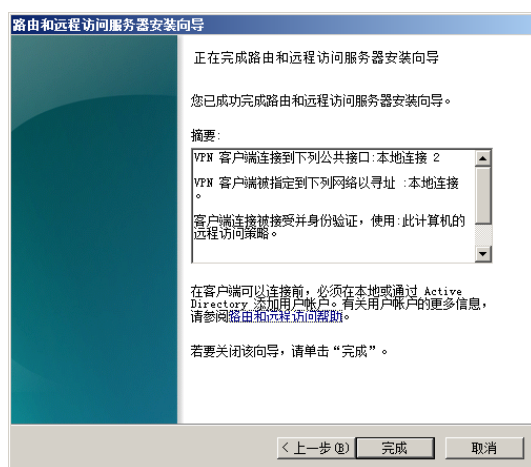 路由和远程访问服务器安装向导
正在完成路由和远程访问服务器安装向导
您已成功完成路由和远程访问服务器安装向导。
摘要:
VPN 客户端连接到下列公共接口:本地连接 2
VPN 客户端被指定到下列网络以寻址 :本地连接
。
客户端连接被接受并身份验证，使用:此计算机的
远程访问策略。
在客户端可以连接前，必须在本地或通过 Active
Directory 添加用户帐户。有关用户帐户的更多信息，
请参阅路由和远程访问帮助。
若要关闭该向导，请单击“完成”。
< 上一步(B)
完成
取消